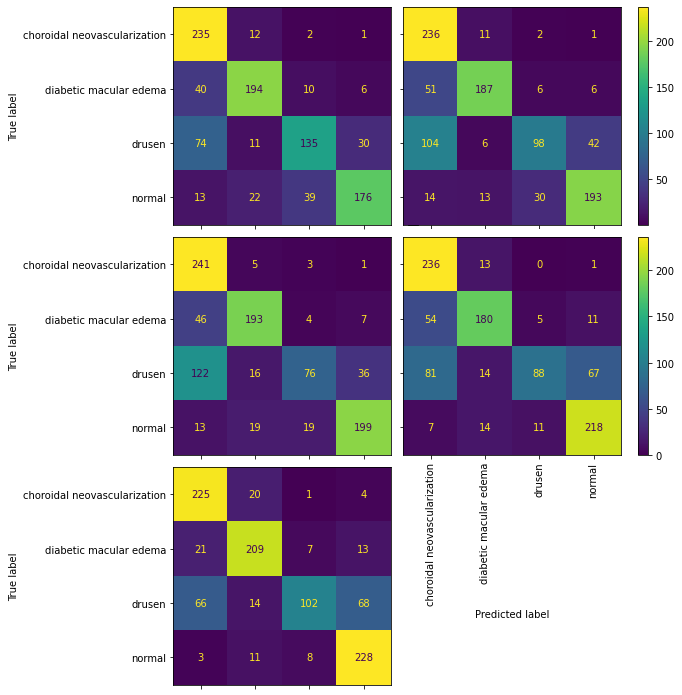 choroidal neovascularization 235 12 2 1 236 11 2 1
diabetic macular edema 40 194 10 6 51 187 6 6
drusen 74 11 135 30 104 6 98 42
normal 13 22 39 176 14 13 30 193
True label
200
150
100
50
choroidal neovascularization 241 5 3 1 236 13 0 1
diabetic macular edema 46 193 4 7 54 180 5 11
drusen 122 16 76 36 81 14 88 67
normal 13 19 19 199 7 14 11 218
True label
200
150
100
50
0
choroidal neovascularization 225 20 1 4
diabetic macular edema 21 209 7 13
drusen 66 14 102 68
normal 3 11 8 228
True label
choroidal neovascularization
diabetic macular edema
drusen
normal
Predicted label